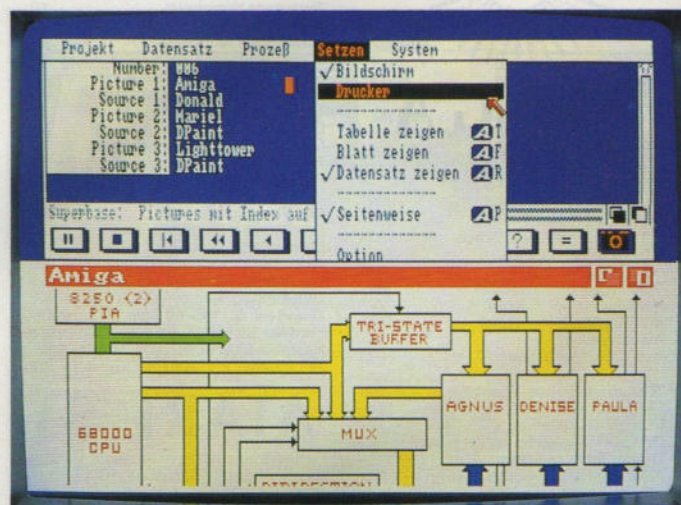 Projekt Datensatz Prozeß Setzen System
Number: 006
Picture 1: Amiga
Source 1: Donald
Picture 2: Mariel
Source 2: DPaint
Picture 3: Lighttower
Source 3: DPaint
✓Bildschirm
Drucker
--------------
Tabelle zeigen A T
Blatt zeigen A F
✓Datensatz zeigen A R
--------------
✓Seitenweise A P
--------------
Option
Superbase: Pictures mit Index auf
? =
Amiga
8250 (2)
PIA
TRI-STATE
BUFFER
68000
CPU
MUX
AGNUS DENISE PAULA
BIDIRECTION